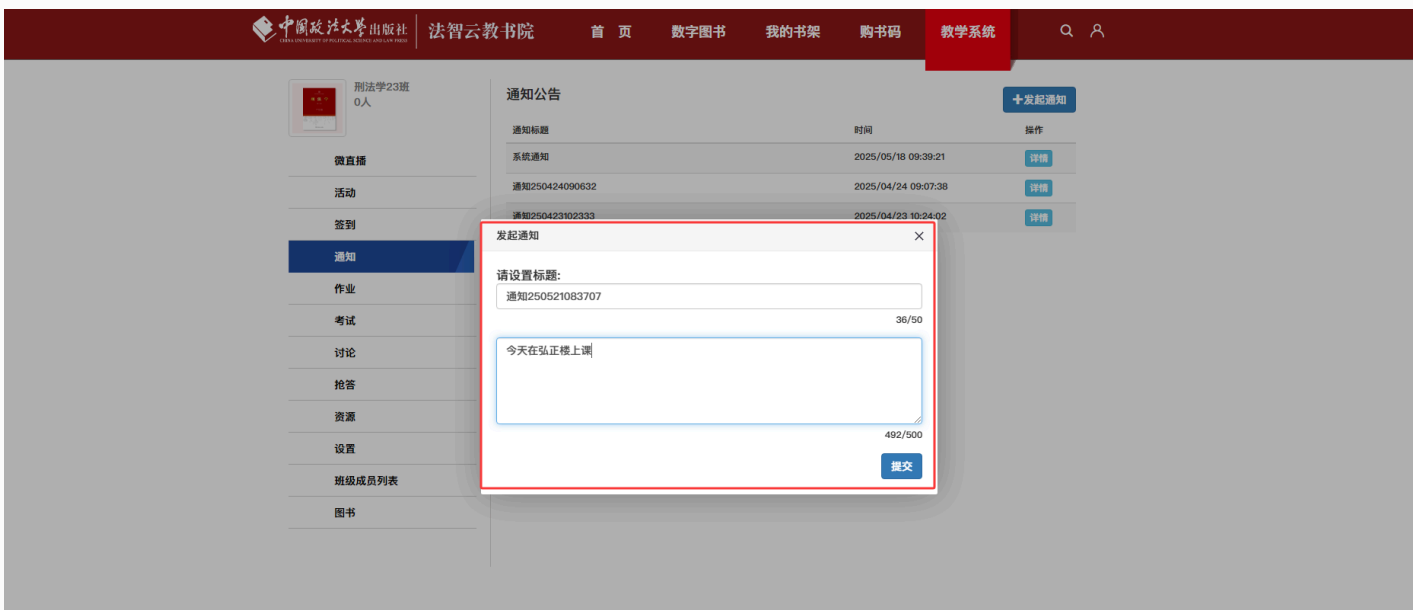 中国政法大学出版社 法智云教书院 首 页 数字图书 我的书架 购书码 教学系统
CHINA UNIVERSITY OF POLITICAL SCIENCE AND LAW PRESS
刑法学23班
0人
微直播
活动
签到
通知
作业
考试
讨论
抢答
资源
设置
班级成员列表
图书
通知公告 +发起通知
通知标题 时间 操作
系统通知 2025/05/18 09:39:21 详情
通知250424090632 2025/04/24 09:07:38 详情
通知250423102333 2025/04/23 10:24:02 详情
发起通知 ×
请设置标题:
通知250521083707
36/50
今天在弘正楼上课
492/500
提交